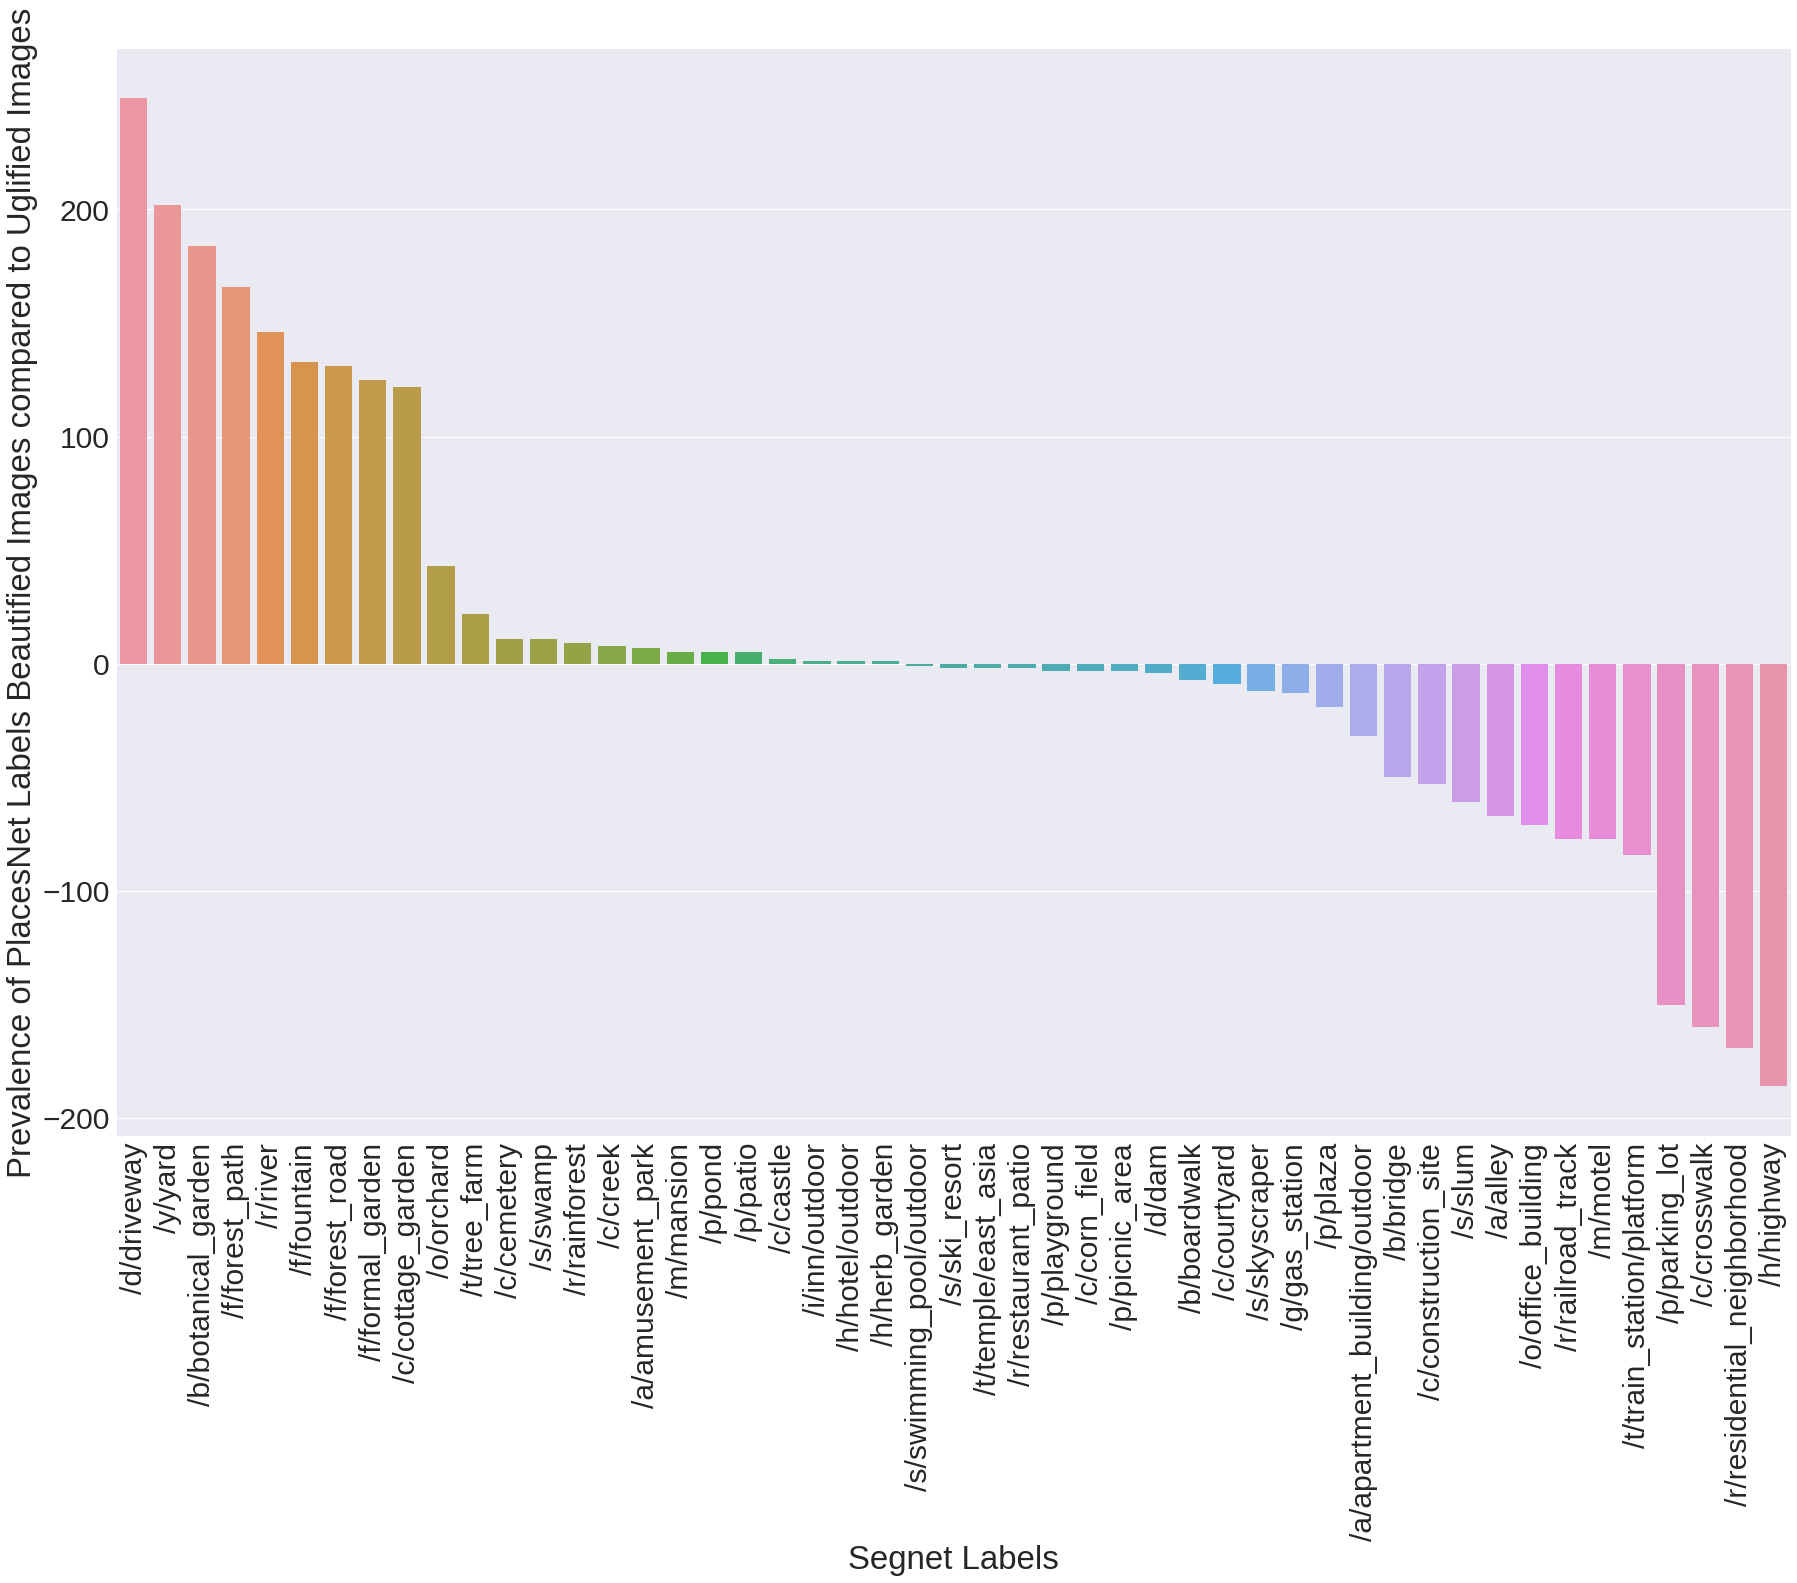 Prevalence of PlacesNet Labels Beautified Images compared to Uglified Images
200
100
0
−100
−200
/d/driveway
/y/yard
/b/botanical_garden
/f/forest_path
/r/river
/f/fountain
/f/forest_road
/f/formal_garden
/c/cottage_garden
/o/orchard
/t/tree_farm
/c/cemetery
/s/swamp
/r/rainforest
/c/creek
/a/amusement_park
/m/mansion
/p/pond
/p/patio
/c/castle
/i/inn/outdoor
/h/hotel/outdoor
/h/herb_garden
/s/swimming_pool/outdoor
/s/ski_resort
/t/temple/east_asia
/r/restaurant_patio
/p/playground
/c/corn_field
/p/picnic_area
/d/dam
/b/boardwalk
/c/courtyard
/s/skyscraper
/g/gas_station
/p/plaza
/a/apartment_building/outdoor
/b/bridge
/c/construction_site
/s/slum
/a/alley
/o/office_building
/r/railroad_track
/m/motel
/t/train_station/platform
/p/parking_lot
/c/crosswalk
/r/residential_neighborhood
/h/highway
Segnet Labels